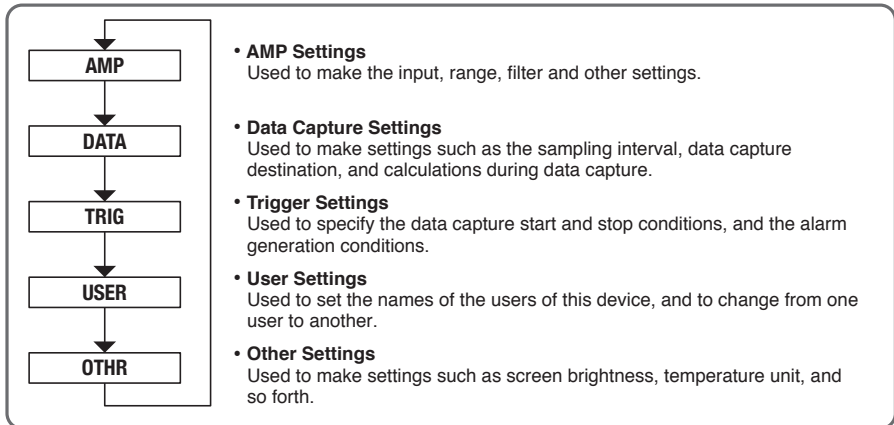 AMP
• AMP Settings
Used to make the input, range, filter and other settings.
DATA
• Data Capture Settings
Used to make settings such as the sampling interval, data capture
destination, and calculations during data capture.
TRIG
• Trigger Settings
Used to specify the data capture start and stop conditions, and the alarm
generation conditions.
USER
• User Settings
Used to set the names of the users of this device, and to change from one
user to another.
OTHR
• Other Settings
Used to make settings such as screen brightness, temperature unit, and
so forth.